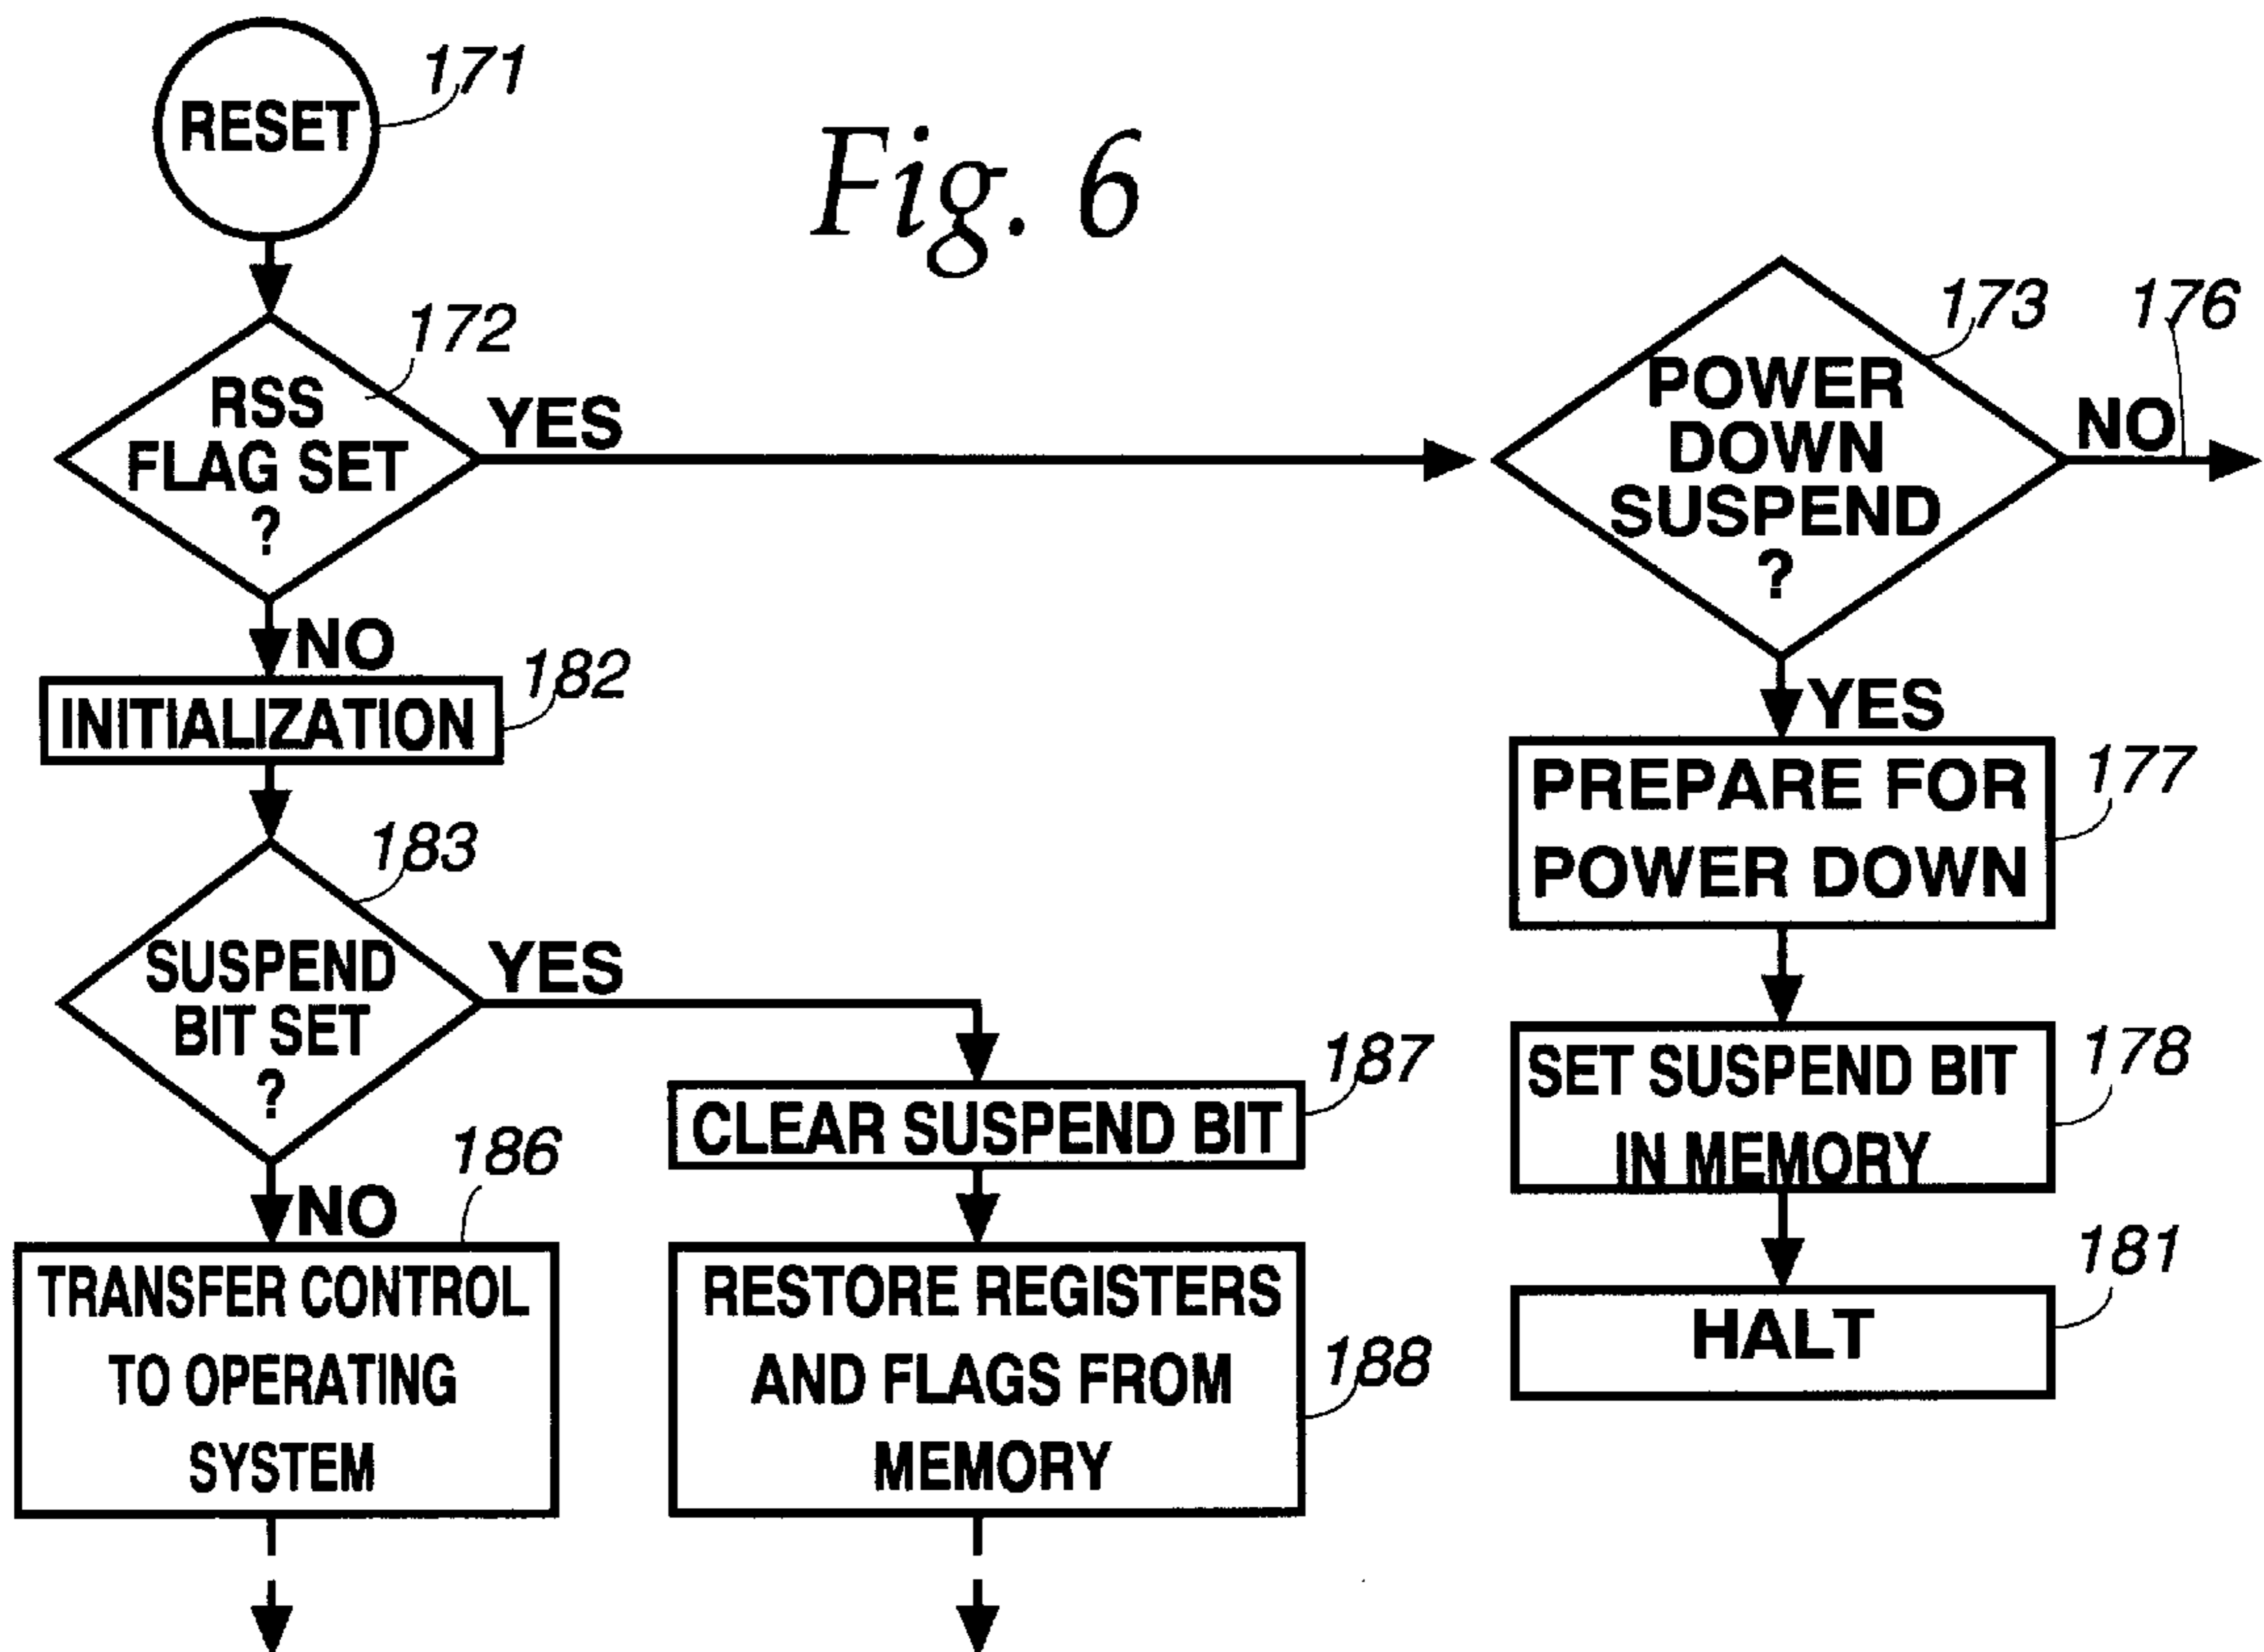 Fig. 6
RESET
171
RSS
FLAG SET
?
172
YES
NO
POWER
DOWN
SUSPEND
?
173
NO
176
YES
INITIALIZATION
182
PREPARE FOR
POWER DOWN
177
SUSPEND
BIT SET
?
183
YES
NO
CLEAR SUSPEND BIT
187
SET SUSPEND BIT
IN MEMORY
178
TRANSFER CONTROL
TO OPERATING
SYSTEM
186
RESTORE REGISTERS
AND FLAGS FROM
MEMORY
188
HALT
181